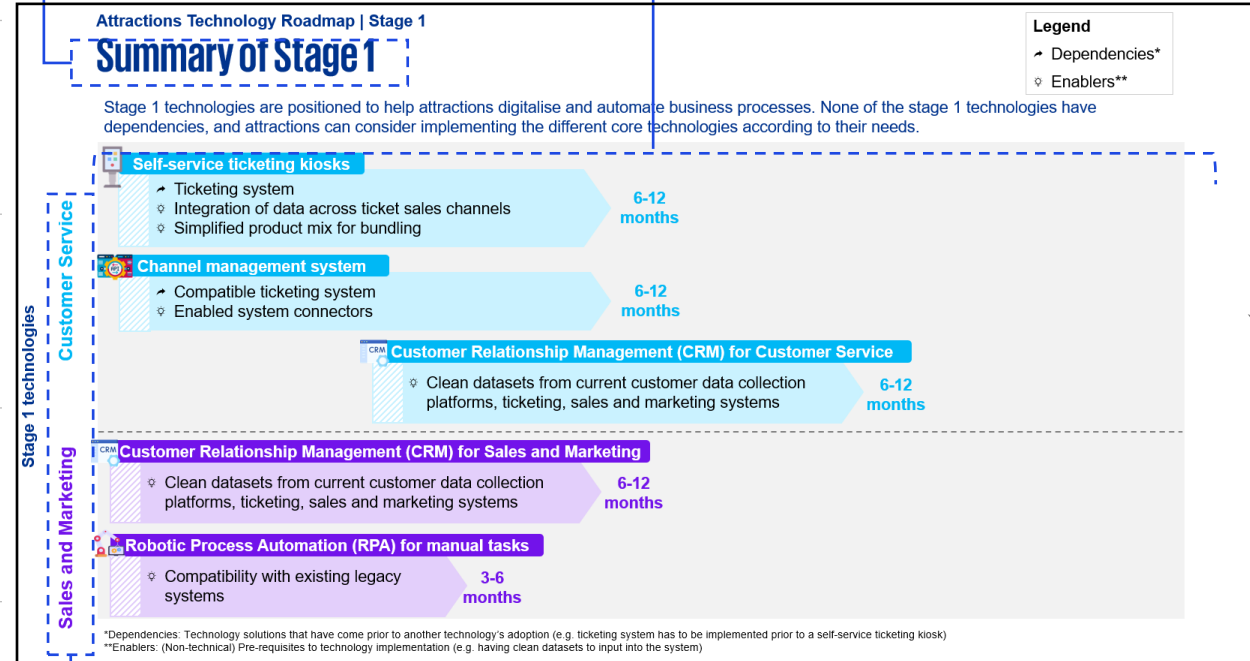 Attractions Technology Roadmap | Stage 1
Summary of Stage 1
Legend
Dependencies*
Enablers**
Stage 1 technologies are positioned to help attractions digitalise and automate business processes. None of the stage 1 technologies have
dependencies, and attractions can consider implementing the different core technologies according to their needs.
Stage 1 technologies
Customer Service
Self-service ticketing kiosks
Ticketing system
Integration of data across ticket sales channels
Simplified product mix for bundling
6-12
months
Channel management system
Compatible ticketing system
Enabled system connectors
6-12
months
CRM
Customer Relationship Management (CRM) for Customer Service
Clean datasets from current customer data collection
platforms, ticketing, sales and marketing systems
6-12
months
Sales and Marketing
CRM
Customer Relationship Management (CRM) for Sales and Marketing
Clean datasets from current customer data collection
platforms, ticketing, sales and marketing systems
6-12
months
Robotic Process Automation (RPA) for manual tasks
Compatibility with existing legacy
systems
3-6
months
*Dependencies: Technology solutions that have come prior to another technology's adoption (e.g. ticketing system has to be implemented prior to a self-service ticketing kiosk)
**Enablers: (Non-technical) Pre-requisites to technology implementation (e.g. having clean datasets to input into the system)